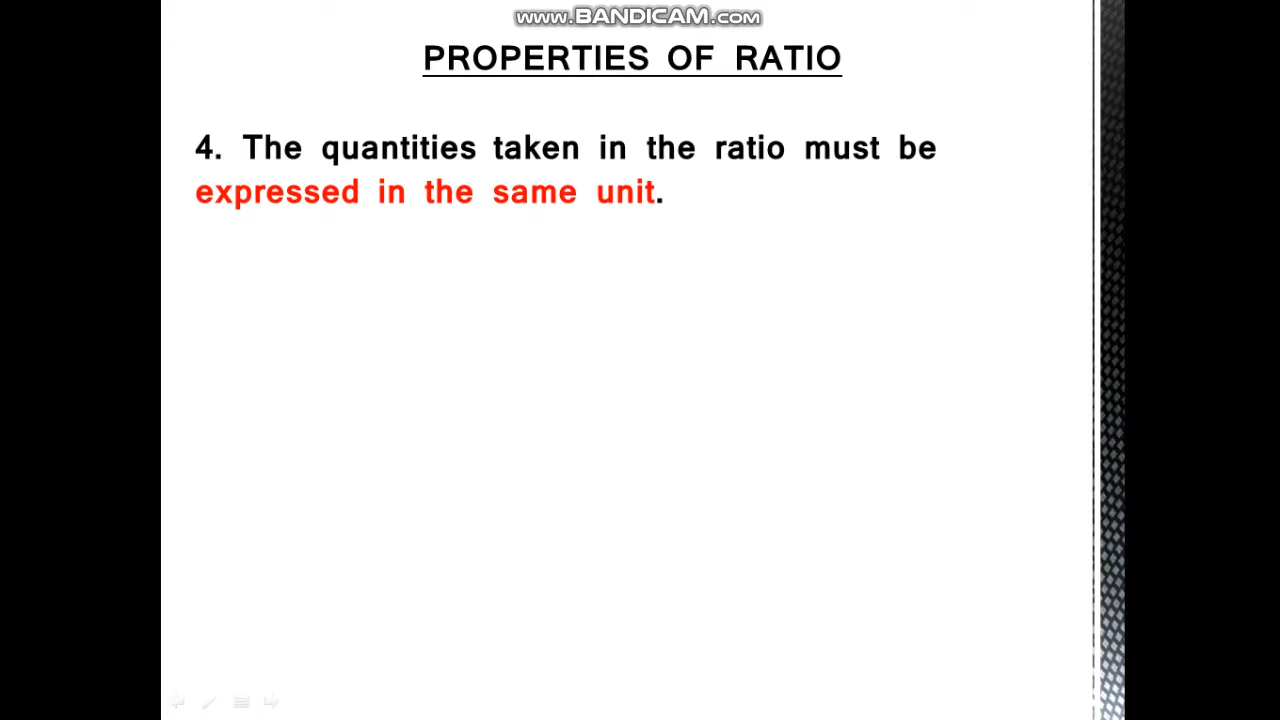 www.BANDICAM.com
PROPERTIES OF RATIO
4. The quantities taken in the ratio must be
expressed in the same unit.